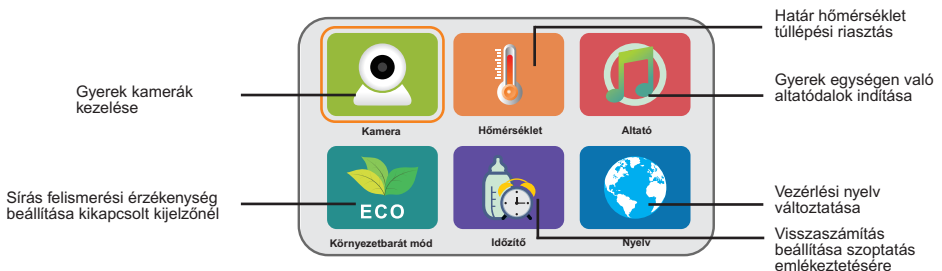 Határ hőmérséklet
túllépési riasztás
Gyerek kamerák
kezelése
Gyerek egységen való
altatódalok indítása
Kamera
Hőmérséklet
Altató
Sírás felismerési érzékenység
beállítása kikapcsolt kijelzőnél
ECO
Vezérlési nyelv
változtatása
Környezetbarát mód
Időzítő
Nyelv
Visszaszámítás
beállítása szoptatás
emlékeztetésére